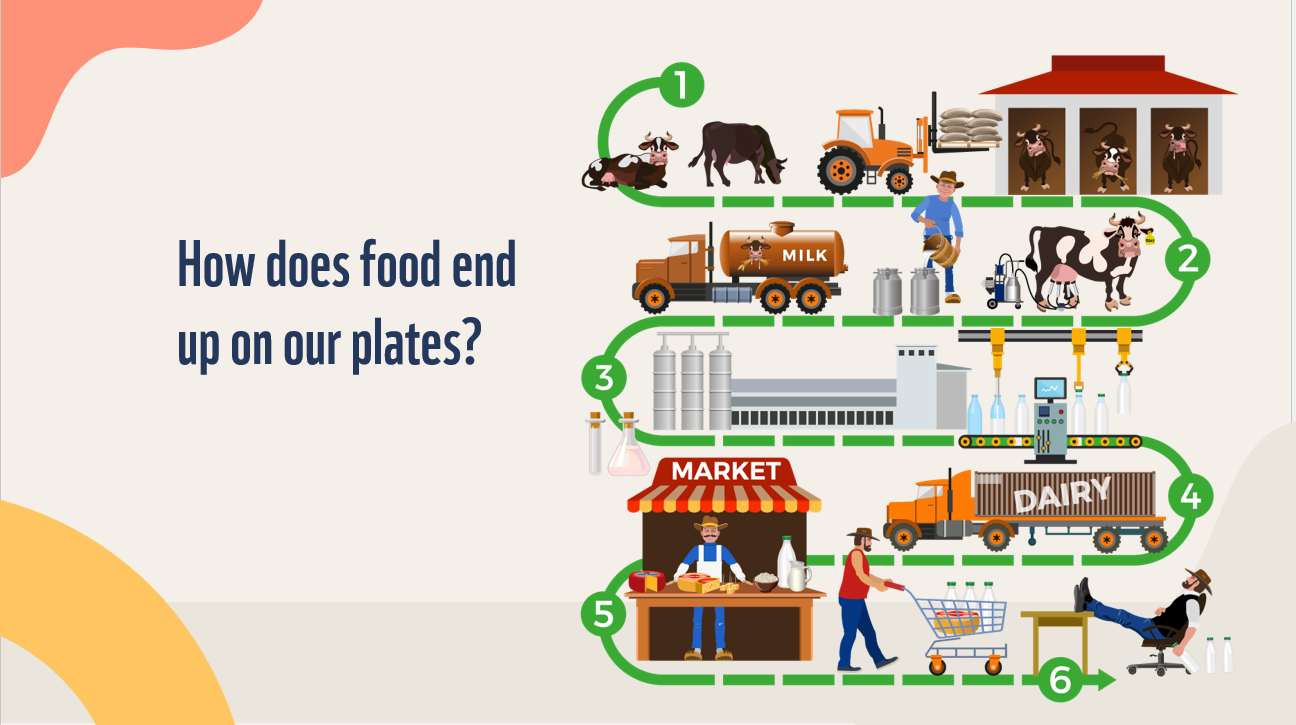 How does food end
up on our plates?
1
MILK
2
3
MARKET
DAIRY
4
5
6